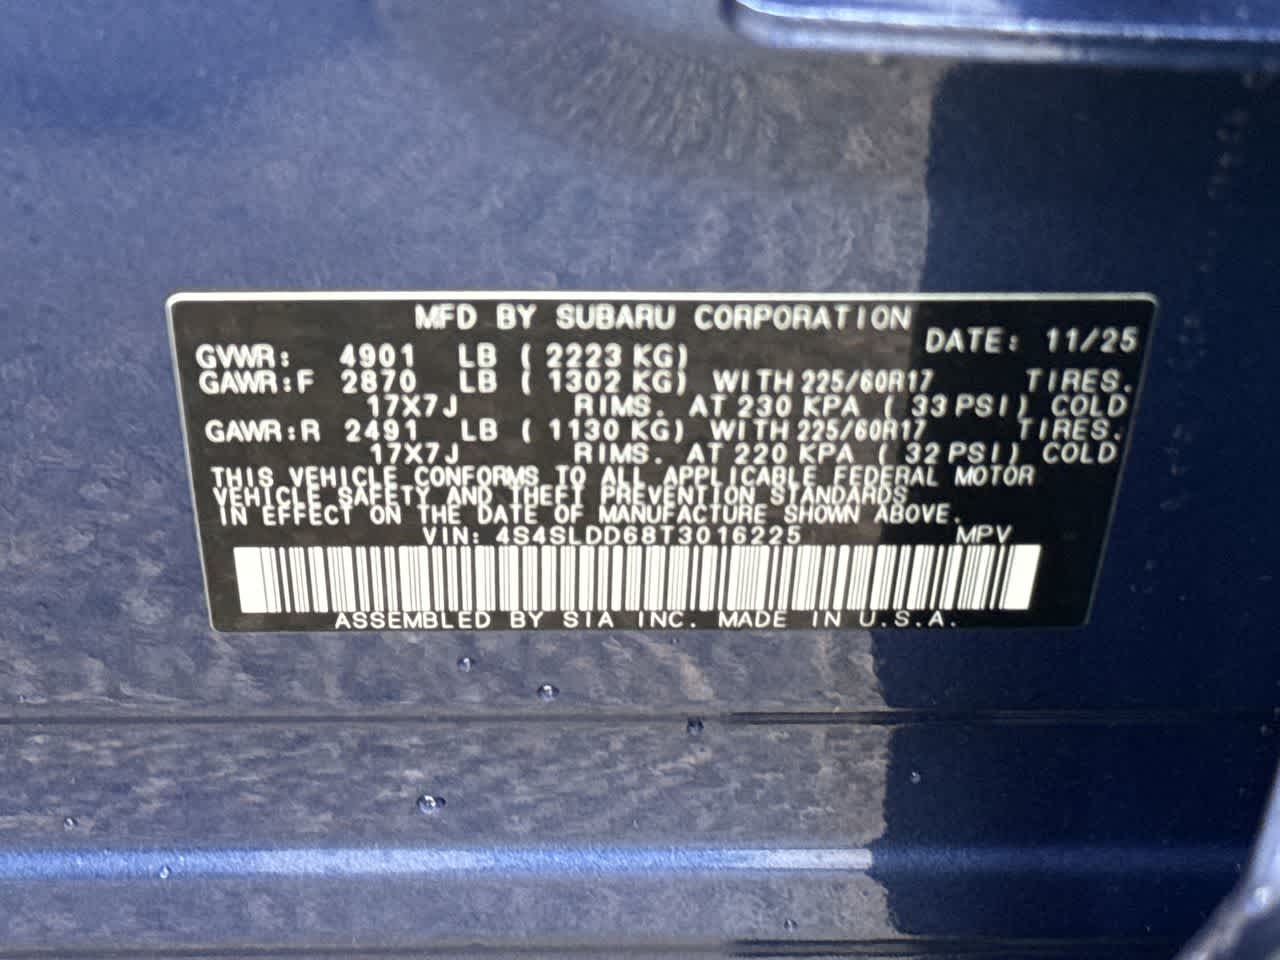 MFD BY SUBARU CORPORATION
DATE: 11/25
GVWR: 4901 LB ( 2223 KG)
GAWR:F 2870 LB ( 1302 KG) WITH 225/60R17 TIRES.
17X7J RIMS. AT 230 KPA ( 33 PSI) COLD
GAWR:R 2491 LB ( 1130 KG) WITH 225/60R17 TIRES.
17X7J RIMS. AT 220 KPA ( 32 PSI) COLD
THIS VEHICLE CONFORMS TO ALL APPLICABLE FEDERAL MOTOR
VEHICLE SAFETY AND THEFT PREVENTION STANDARDS
IN EFFECT ON THE DATE OF MANUFACTURE SHOWN ABOVE.
VIN: 4S4SLDD68T3016225 MPV
ASSEMBLED BY SIA INC. MADE IN U.S.A.